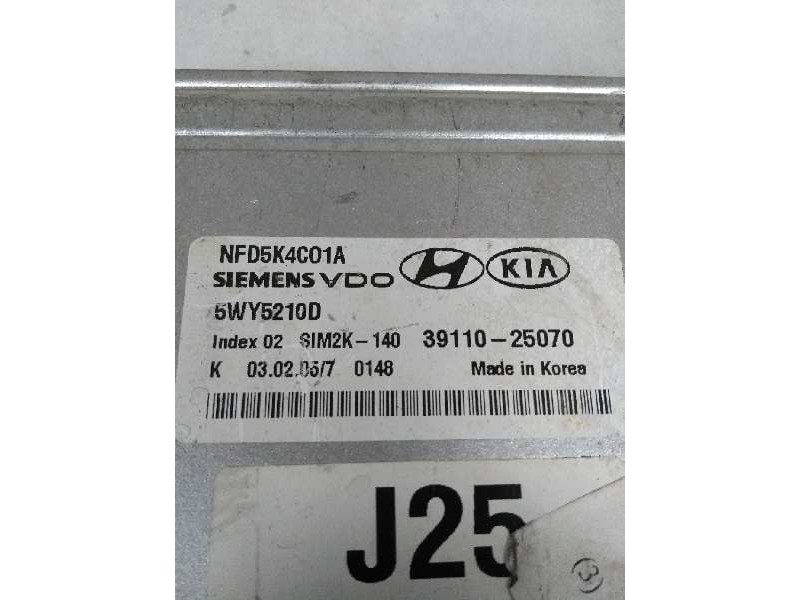 NFD5K4C01A
SIEMENS VDO KIA
5WY5210D
Index 02 SIM2K-140 39110-25070
K 03.02.05/7 0148 Made in Korea
J25
3